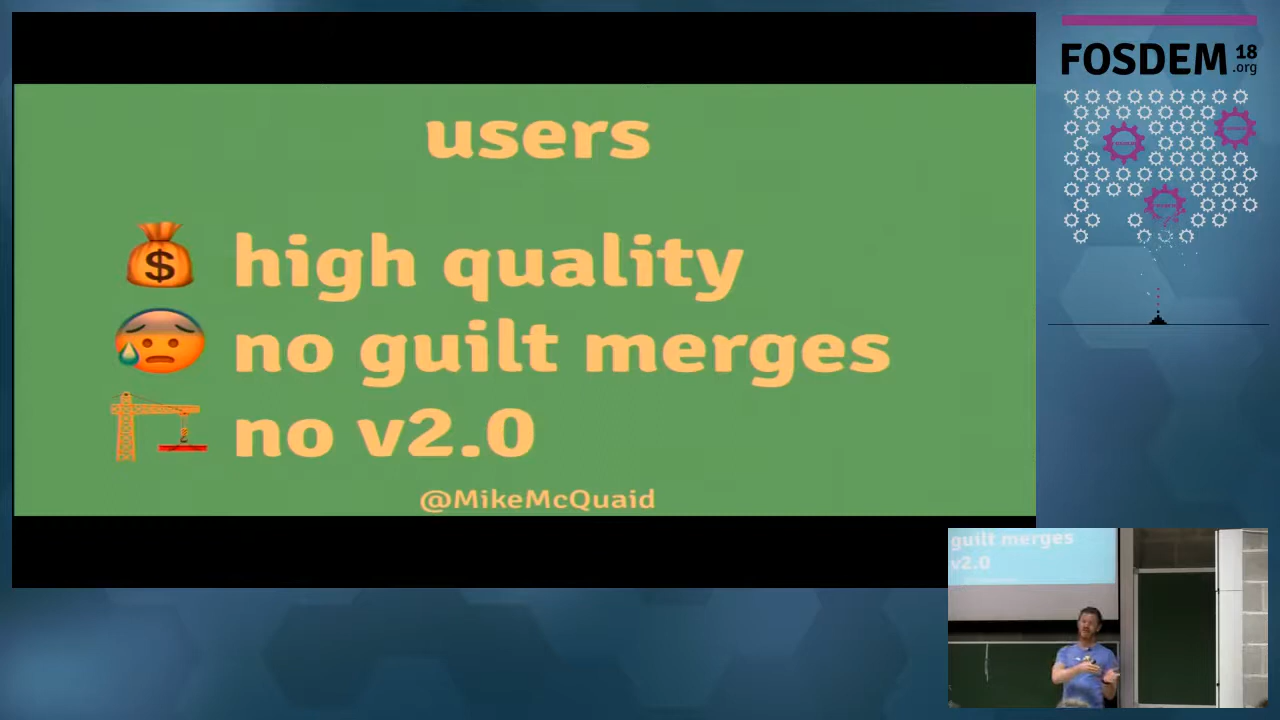 users
high quality
no guilt merges
no v2.0
@MikeMcQuaid
FOSDEM 18
.org
guilt merges
v2.0